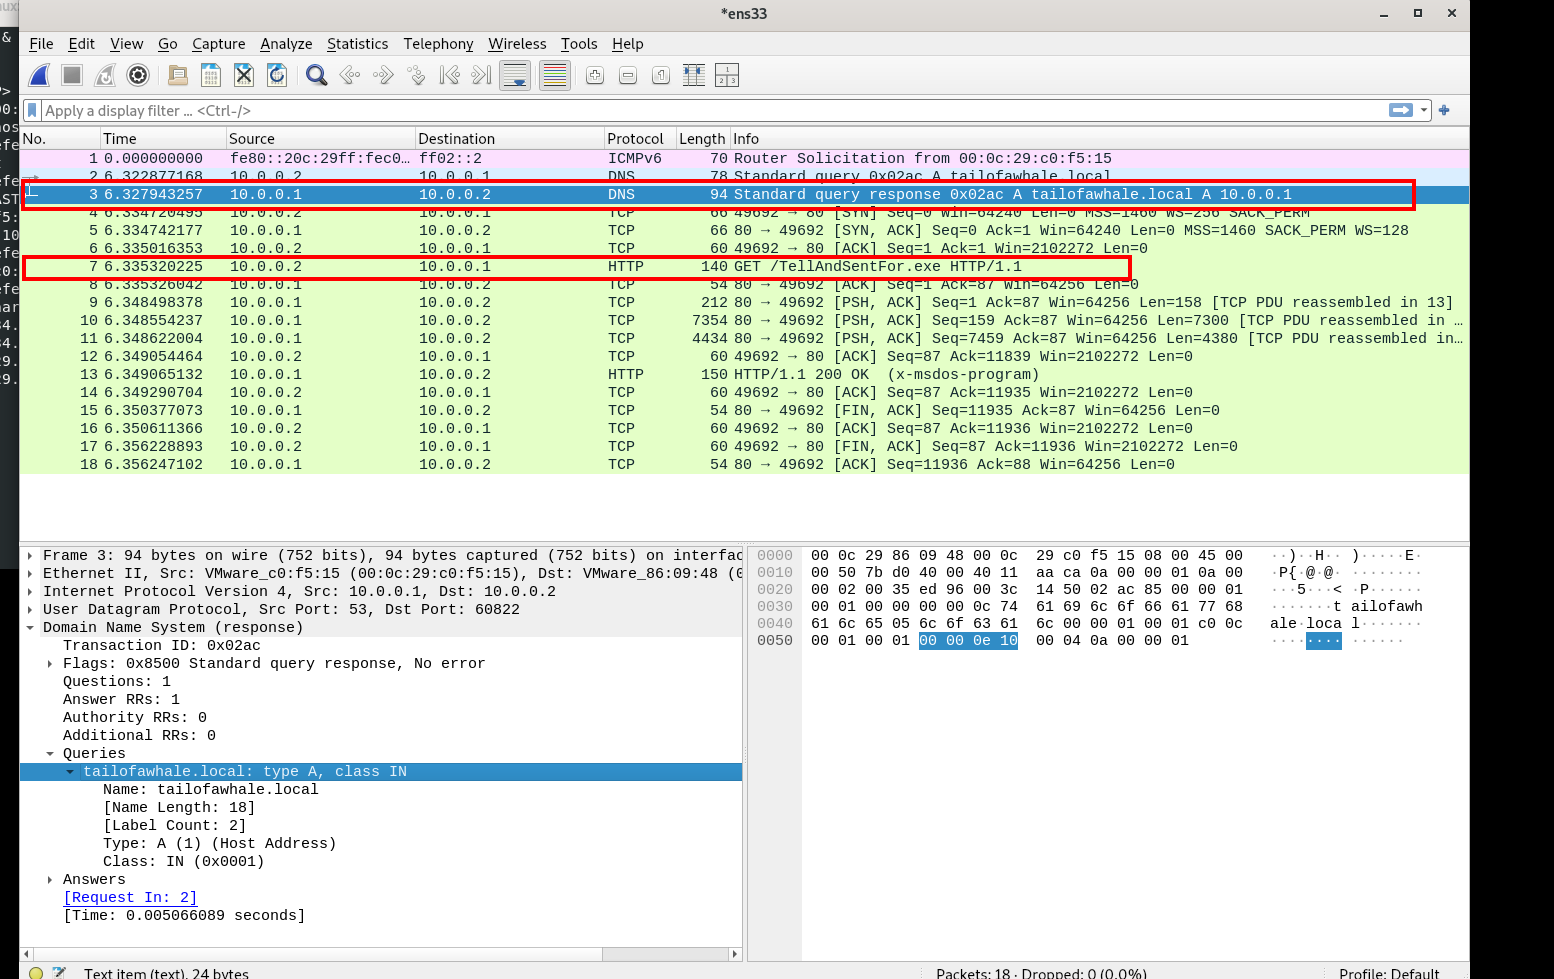 *ens33
File Edit View Go Capture Analyze Statistics Telephony Wireless Tools Help
Apply a display filter ... <Ctrl-/>
No. Time Source Destination Protocol Length Info
1 0.000000000 fe80::20c:29ff:fec0… ff02::2 ICMPv6 70 Router Solicitation from 00:0c:29:c0:f5:15
2 6.322877168 10.0.0.2 10.0.0.1 DNS 78 Standard query 0x02ac A tailofawhale.local
3 6.327943257 10.0.0.1 10.0.0.2 DNS 94 Standard query response 0x02ac A tailofawhale.local A 10.0.0.1
4 6.334720495 10.0.0.2 10.0.0.1 TCP 66 49692 → 80 [SYN] Seq=0 Win=64240 Len=0 MSS=1460 WS=256 SACK_PERM
5 6.334742177 10.0.0.1 10.0.0.2 TCP 66 80 → 49692 [SYN, ACK] Seq=0 Ack=1 Win=64240 Len=0 MSS=1460 SACK_PERM WS=128
6 6.335016353 10.0.0.2 10.0.0.1 TCP 60 49692 → 80 [ACK] Seq=1 Ack=1 Win=2102272 Len=0
7 6.335320225 10.0.0.2 10.0.0.1 HTTP 140 GET /TellAndSentFor.exe HTTP/1.1
8 6.335326042 10.0.0.1 10.0.0.2 TCP 54 80 → 49692 [ACK] Seq=1 Ack=87 Win=64256 Len=0
9 6.348498378 10.0.0.1 10.0.0.2 TCP 212 80 → 49692 [PSH, ACK] Seq=1 Ack=87 Win=64256 Len=158 [TCP PDU reassembled in 13]
10 6.348554237 10.0.0.1 10.0.0.2 TCP 7354 80 → 49692 [PSH, ACK] Seq=159 Ack=87 Win=64256 Len=7300 [TCP PDU reassembled in …
11 6.348622004 10.0.0.1 10.0.0.2 TCP 4434 80 → 49692 [PSH, ACK] Seq=7459 Ack=87 Win=64256 Len=4380 [TCP PDU reassembled in…
12 6.349054464 10.0.0.2 10.0.0.1 TCP 60 49692 → 80 [ACK] Seq=87 Ack=11839 Win=2102272 Len=0
13 6.349065132 10.0.0.1 10.0.0.2 HTTP 150 HTTP/1.1 200 OK (x-msdos-program)
14 6.349290704 10.0.0.2 10.0.0.1 TCP 60 49692 → 80 [ACK] Seq=87 Ack=11935 Win=2102272 Len=0
15 6.350377073 10.0.0.1 10.0.0.2 TCP 54 80 → 49692 [FIN, ACK] Seq=11935 Ack=87 Win=64256 Len=0
16 6.350611366 10.0.0.2 10.0.0.1 TCP 60 49692 → 80 [ACK] Seq=87 Ack=11936 Win=2102272 Len=0
17 6.356228893 10.0.0.2 10.0.0.1 TCP 60 49692 → 80 [FIN, ACK] Seq=87 Ack=11936 Win=2102272 Len=0
18 6.356247102 10.0.0.1 10.0.0.2 TCP 54 80 → 49692 [ACK] Seq=11936 Ack=88 Win=64256 Len=0
Frame 3: 94 bytes on wire (752 bits), 94 bytes captured (752 bits) on interfac
Ethernet II, Src: VMware_c0:f5:15 (00:0c:29:c0:f5:15), Dst: VMware_86:09:48 (0
Internet Protocol Version 4, Src: 10.0.0.1, Dst: 10.0.0.2
User Datagram Protocol, Src Port: 53, Dst Port: 60822
Domain Name System (response)
Transaction ID: 0x02ac
Flags: 0x8500 Standard query response, No error
Questions: 1
Answer RRs: 1
Authority RRs: 0
Additional RRs: 0
Queries
tailofawhale.local: type A, class IN
Name: tailofawhale.local
[Name Length: 18]
[Label Count: 2]
Type: A (1) (Host Address)
Class: IN (0x0001)
Answers
[Request In: 2]
[Time: 0.005066089 seconds]
0000 00 0c 29 86 09 48 00 0c 29 c0 f5 15 08 00 45 00 ··)··H·· )·····E·
0010 00 50 7b d0 40 00 40 11 aa ca 0a 00 00 01 0a 00 ·P{·@·@· ········
0020 00 02 00 35 ed 96 00 3c 14 50 02 ac 85 00 00 01 ···5···< ·P······
0030 00 01 00 00 00 00 0c 74 61 69 6c 6f 66 61 77 68 ·······t ailofawh
0040 61 6c 65 05 6c 6f 63 61 6c 00 00 01 00 01 c0 0c ale·loca l·······
0050 00 01 00 01 00 00 0e 10 00 04 0a 00 00 01 ········ ······
Text item (text), 24 bytes
Packets: 18 · Dropped: 0 (0.0%)
Profile: Default